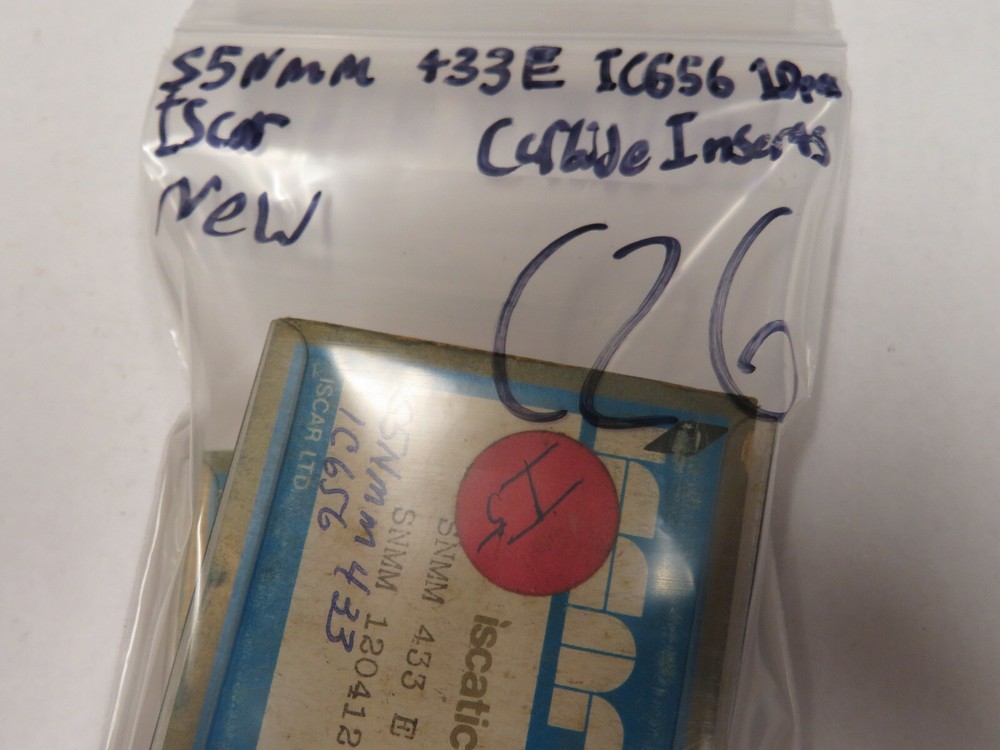 S5NMM 433E IC656 10pcs
Iscar Carbide Inserts
New
C26
ISCAR LTD
IC656
S5Nmm 433
SNMM 120412
SNMM 433 E
iscatic